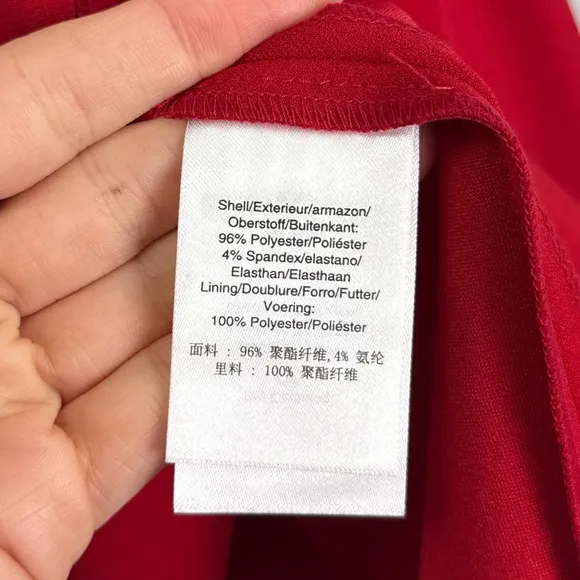 Shell/Exterieur/armazon/
Oberstoff/Buitenkant:
96% Polyester/Poliéster
4% Spandex/elastano/
Elasthan/Elasthaan
Lining/Doublure/Forro/Futter/
Voering:
100% Polyester/Poliéster
面料 : 96% 聚酯纤维,4% 氨纶
里料 : 100% 聚酯纤维